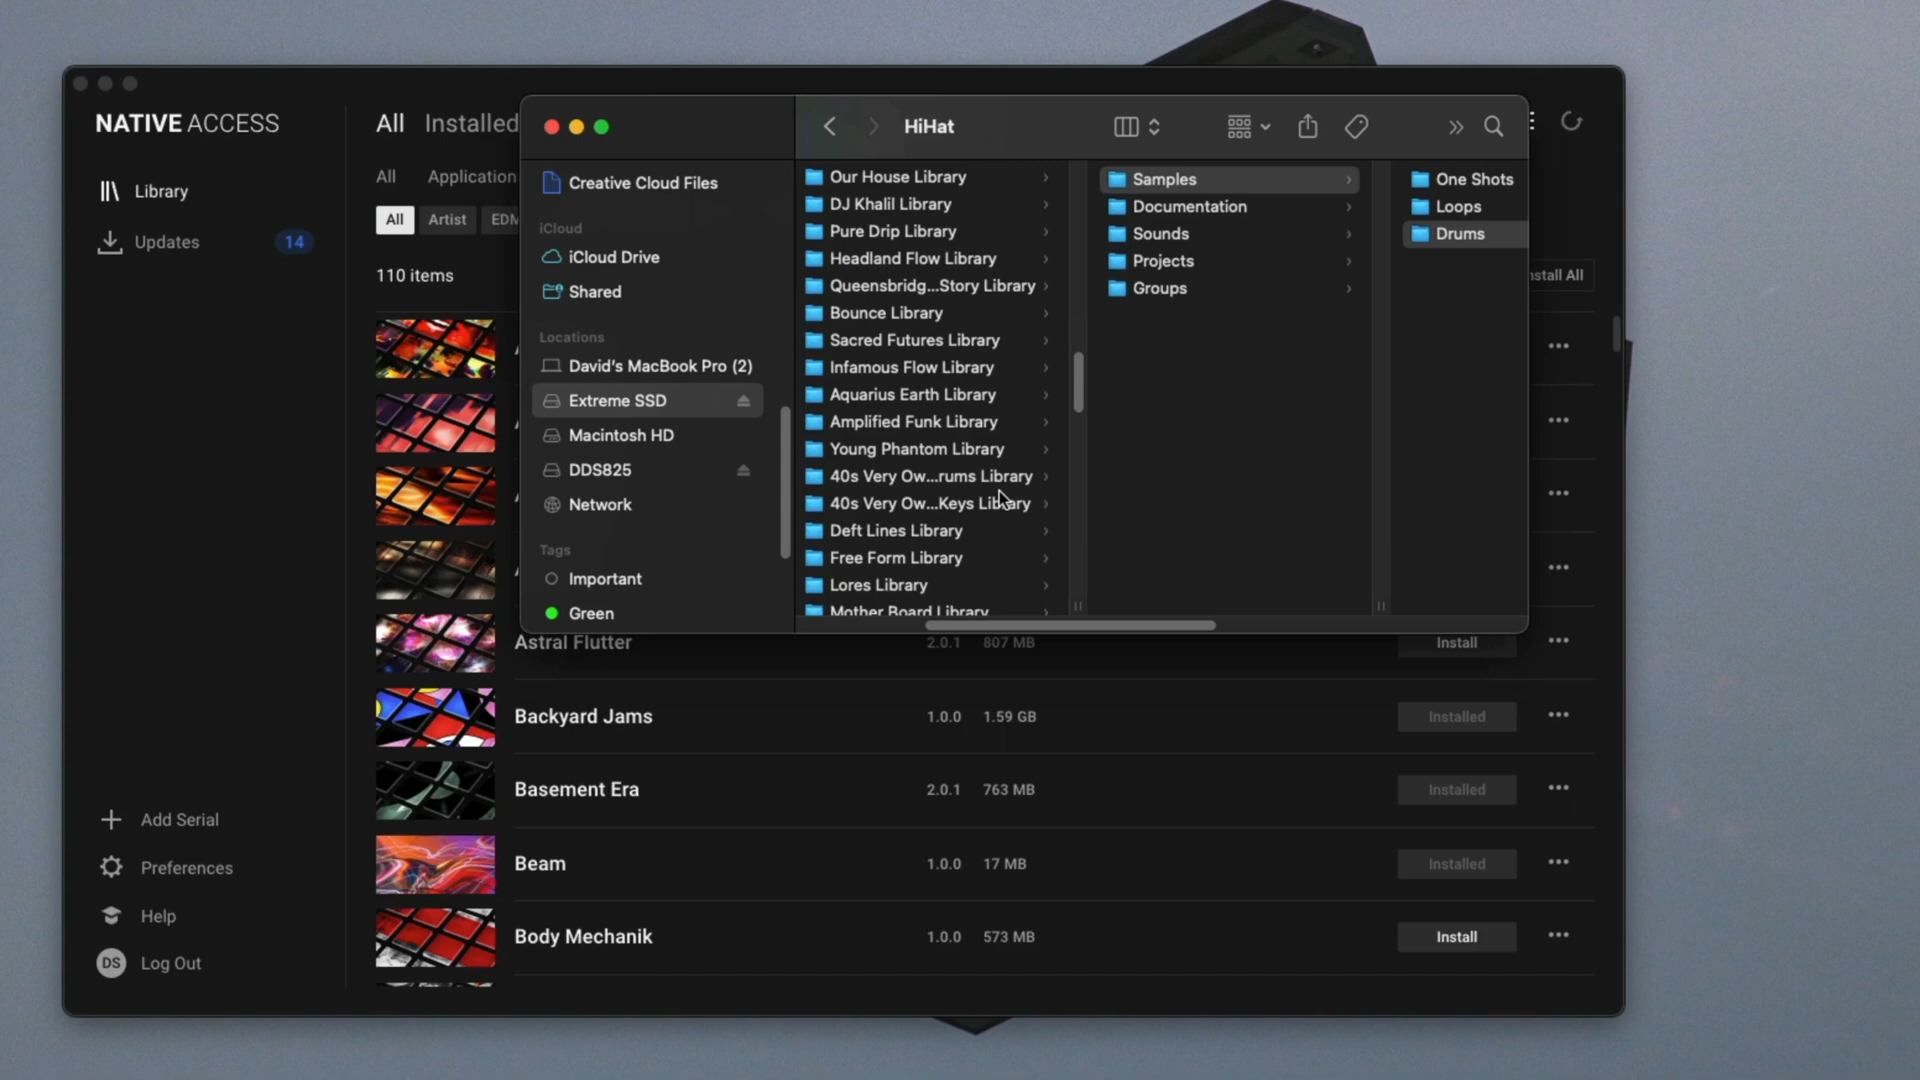 NATIVE ACCESS
Library
Updates
14
Add Serial
Preferences
Help
DS
Log Out
All
Installed
All
Application
All
Artist
EDM
110 items
nstall All
HiHat
Creative Cloud Files
iCloud
iCloud Drive
Shared
Locations
David's MacBook Pro (2)
Extreme SSD
Macintosh HD
DDS825
Network
Tags
Important
Green
Our House Library
DJ Khalil Library
Pure Drip Library
Headland Flow Library
Queensbridg...Story Library
Bounce Library
Sacred Futures Library
Infamous Flow Library
Aquarius Earth Library
Amplified Funk Library
Young Phantom Library
40s Very Ow...rums Library
40s Very Ow...Keys Library
Deft Lines Library
Free Form Library
Lores Library
Mother Board Library
Samples
Documentation
Sounds
Projects
Groups
One Shots
Loops
Drums
Astral Flutter 2.0.1 807 MB Install
Backyard Jams 1.0.0 1.59 GB Installed
Basement Era 2.0.1 763 MB Installed
Beam 1.0.0 17 MB Installed
Body Mechanik 1.0.0 573 MB Install